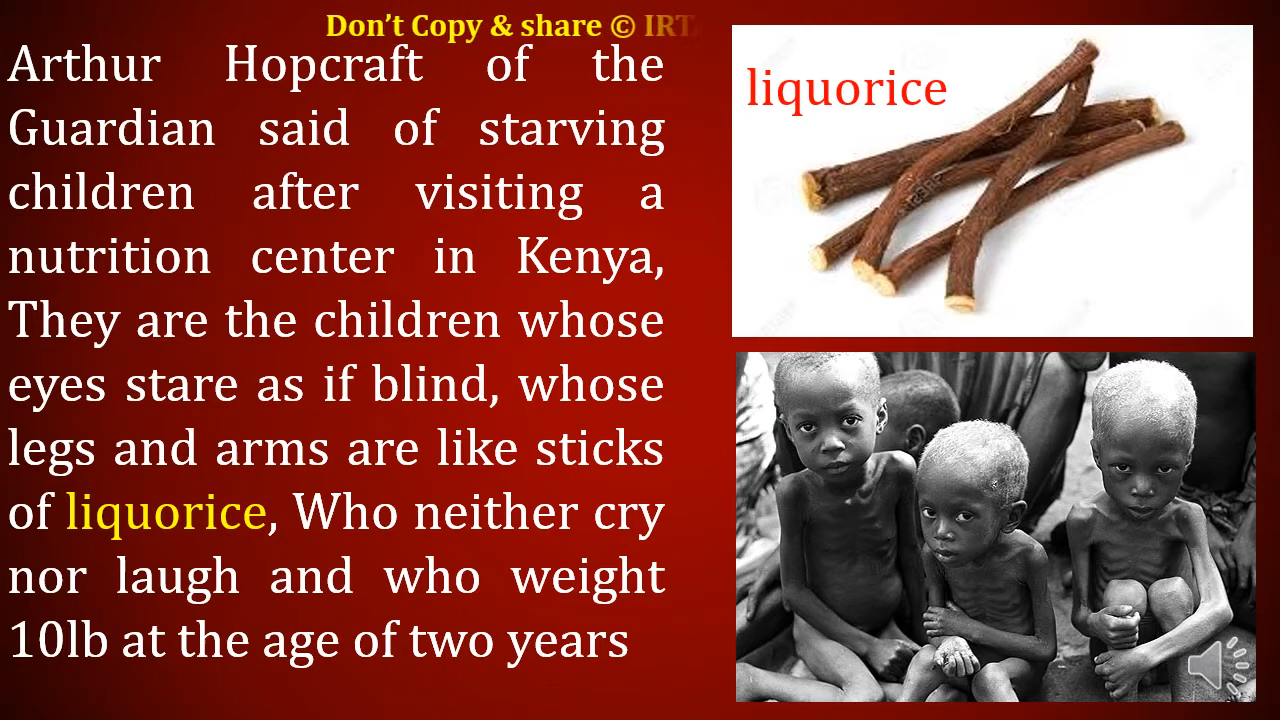 Don’t Copy & share ©
Arthur Hopcraft of the
Guardian said of starving
children after visiting a
nutrition center in Kenya,
They are the children whose
eyes stare as if blind, whose
legs and arms are like sticks
of liquorice, Who neither cry
nor laugh and who weight
10lb at the age of two years
liquorice